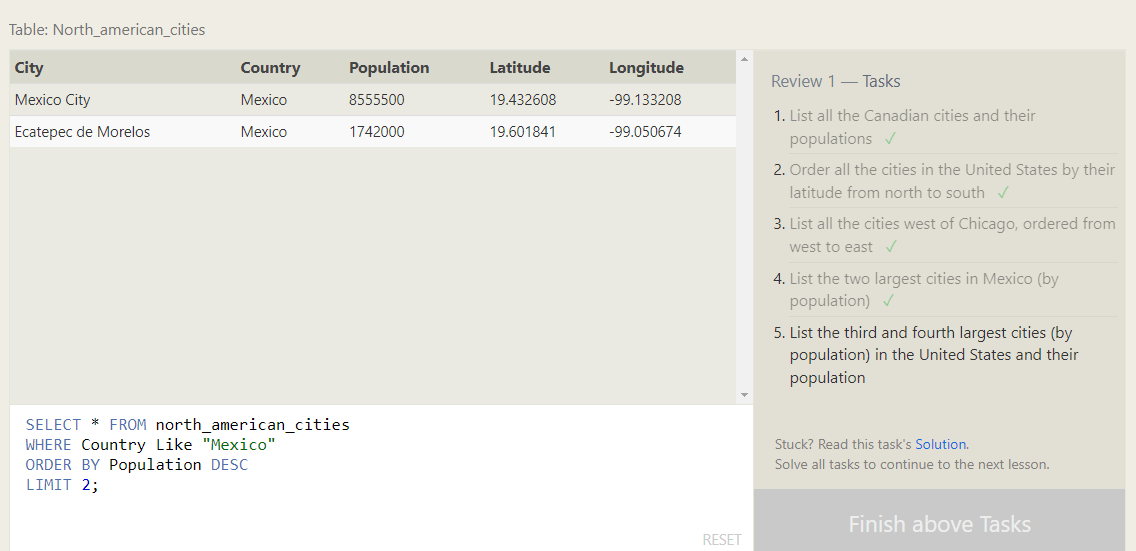 Table: North_american_cities
City Country Population Latitude Longitude
Mexico City Mexico 8555500 19.432608 -99.133208
Ecatepec de Morelos Mexico 1742000 19.601841 -99.050674
SELECT * FROM north_american_cities
WHERE Country Like "Mexico"
ORDER BY Population DESC
LIMIT 2;
RESET
Review 1 — Tasks
1. List all the Canadian cities and their
populations ✓
2. Order all the cities in the United States by their
latitude from north to south ✓
3. List all the cities west of Chicago, ordered from
west to east ✓
4. List the two largest cities in Mexico (by
population) ✓
5. List the third and fourth largest cities (by
population) in the United States and their
population
Stuck? Read this task's Solution.
Solve all tasks to continue to the next lesson.
Finish above Tasks